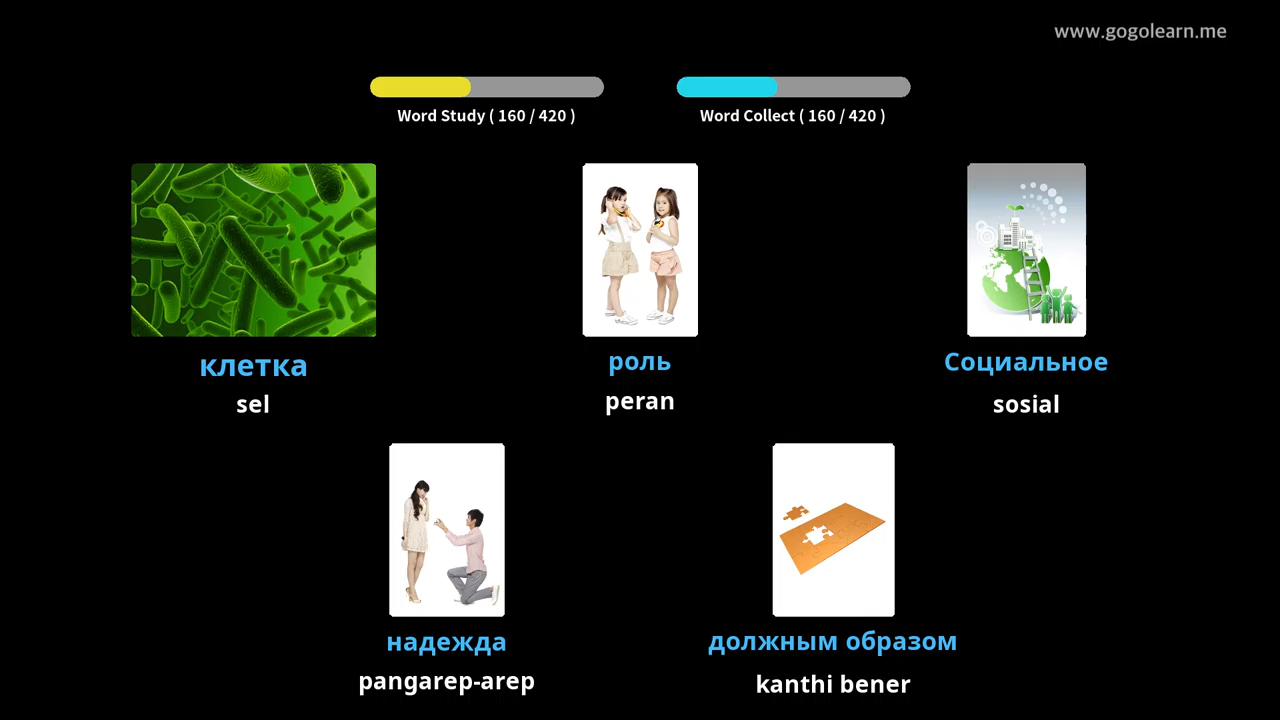 www.gogolearn.me
Word Study ( 160 / 420 )
Word Collect ( 160 / 420 )
клетка
роль
Социальное
sel
peran
sosial
надежда
должным образом
pangarep-arep
kanthi bener